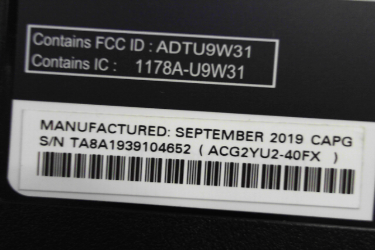 Contains FCC ID : ADTU9W31
Contains IC : 1178A-U9W31
MANUFACTURED: SEPTEMBER 2019 CAPG
S/N TA8A1939104652 ( ACG2YU2-40FX )